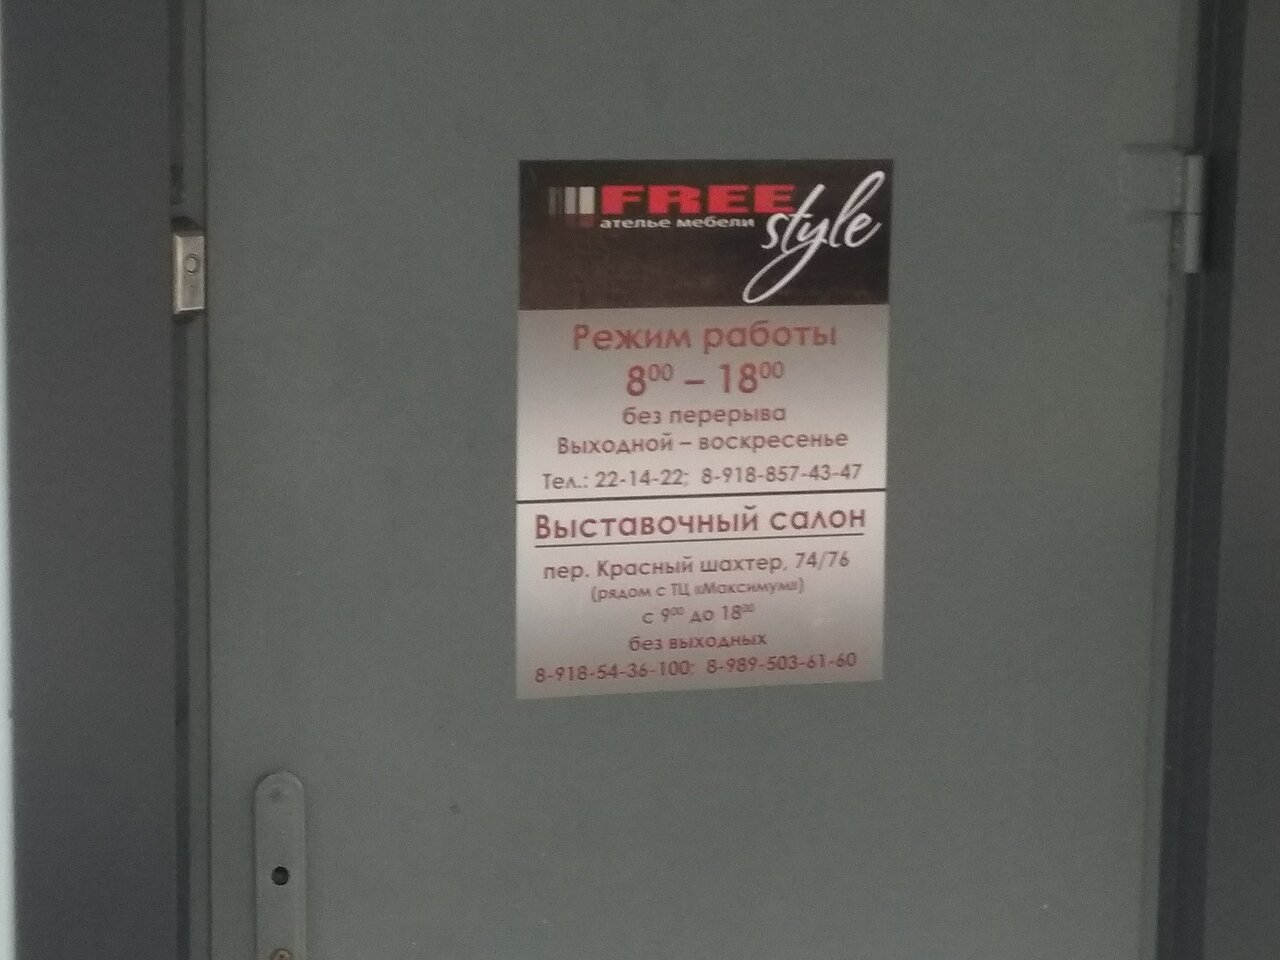 FREE style
ателье мебели
Режим работы
8⁰⁰ – 18⁰⁰
без перерыва
Выходной – воскресенье
Тел.: 22-14-22; 8-918-857-43-47
Выставочный салон
пер. Красный шахтер, 74/76
(рядом с ТЦ «Максимум»)
с 9⁰⁰ до 18⁰⁰
без выходных
8-918-54-36-100; 8-989-503-61-60